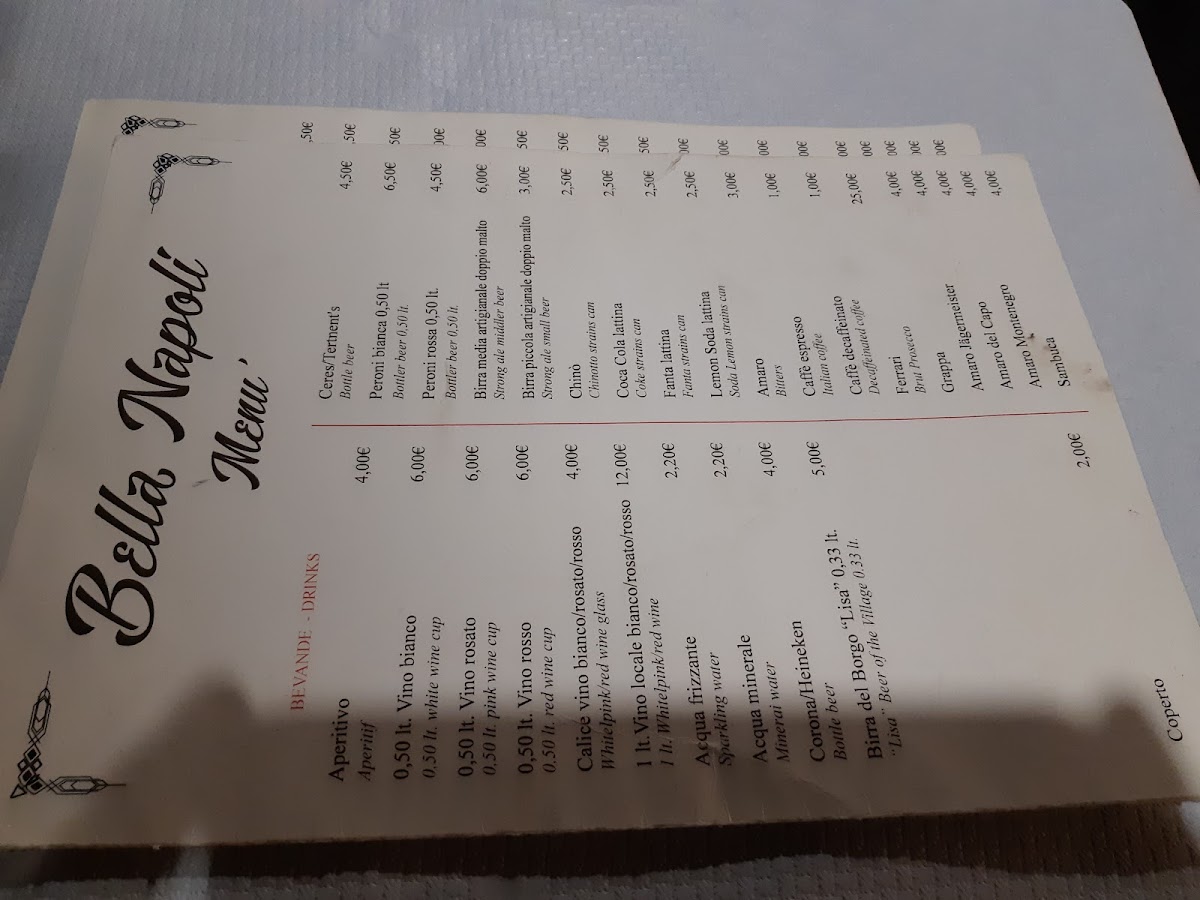 Bella Napoli
Menu'
BEVANDE - DRINKS
Aperitivo 4,00€
Aperitif
0,50 lt. Vino bianco 6,00€
0,50 lt. white wine cup
0,50 lt. Vino rosato 6,00€
0,50 lt. pink wine cup
0,50 lt. Vino rosso 6,00€
0,50 lt. red wine cup
Calice vino bianco/rosato/rosso 4,00€
Whitelpink/red wine glass
1 lt. Vino locale bianco/rosato/rosso 12,00€
1 lt. Whitelpink/red wine
Acqua frizzante 2,20€
Sparkling water
Acqua minerale 2,20€
Minerai water
Corona/Heineken 4,00€
Bottle beer
Birra del Borgo “Lisa” 0,33 lt. 5,00€
“Lisa” Beer of the Village 0.33 lt.
Ceres/Tertnent's 4,50€
Botlle beer
Peroni bianca 0,50 lt 6,50€
Bottler beer 0,50 lt.
Peroni rossa 0,50 lt. 4,50€
Bottler beer 0,50 lt.
Birra media artigianale doppio malto 6,00€
Strong ale middler beer
Birra piccola artigianale doppio malto 3,00€
Strong ale small beer
Chinò 2,50€
Chinotto strains can
Coca Cola lattina 2,50€
Coke strains can
Fanta lattina 2,50€
Fanta strains can
Lemon Soda lattina 2,50€
Soda Lemon strains can
Amaro 3,00€
Bitters
Caffè espresso 1,00€
Italian coffee
Caffè decaffeinato 1,00€
Decaffeinated coffee
Ferrari 25,00€
Brut Prosecco
Grappa 4,00€
Amaro Jägermeister 4,00€
Amaro del Capo 4,00€
Amaro Montenegro 4,00€
Sambuca 4,00€
Coperto 2,00€